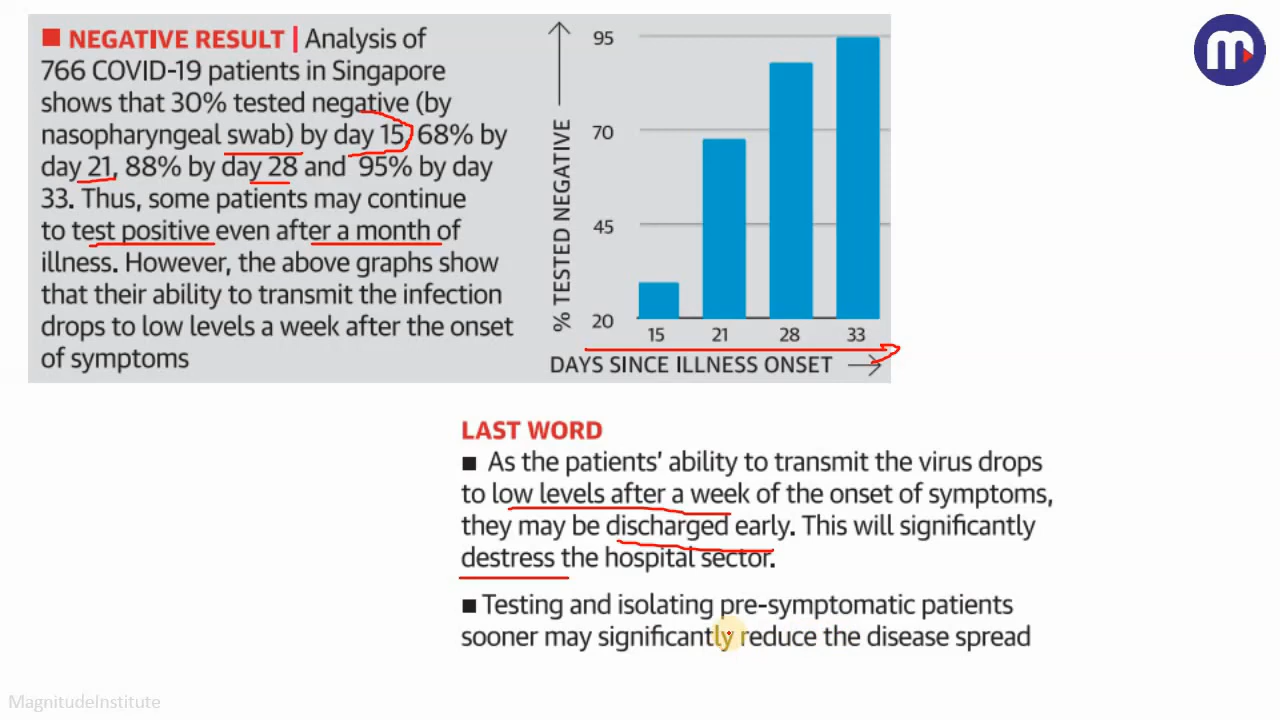 ■ NEGATIVE RESULT | Analysis of
766 COVID-19 patients in Singapore
shows that 30% tested negative (by
nasopharyngeal swab) by day 15, 68% by
day 21, 88% by day 28 and 95% by day
33. Thus, some patients may continue
to test positive even after a month of
illness. However, the above graphs show
that their ability to transmit the infection
drops to low levels a week after the onset
of symptoms
% TESTED NEGATIVE
95
70
45
20
15 21 28 33
DAYS SINCE ILLNESS ONSET
m
LAST WORD
■ As the patients' ability to transmit the virus drops
to low levels after a week of the onset of symptoms,
they may be discharged early. This will significantly
destress the hospital sector.
■ Testing and isolating pre-symptomatic patients
sooner may significantly reduce the disease spread
MagnitudeInstitute